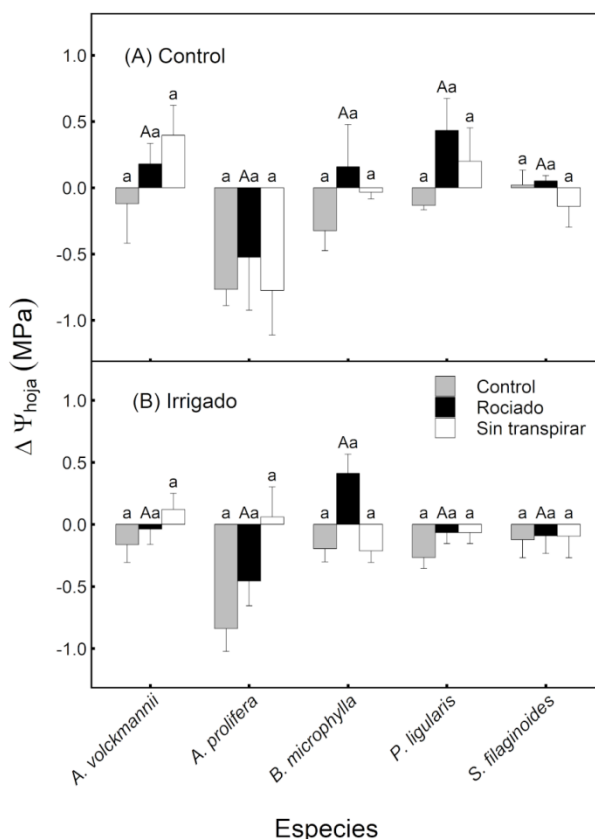 (A) Control
1.0
0.5
0.0
-0.5
-1.0
a Aa a
a Aa a
a Aa a
a Aa a
a Aa a
(B) Irrigado
Control
Rociado
Sin transpirar
1.0
0.5
0.0
-0.5
-1.0
a Aa a
a Aa a
a Aa a
a Aa a
a Aa a
Δ Ψhoja (MPa)
A. volckmannii
A. prolifera
B. microphylla
P. ligularis
S. filaginoides
Especies